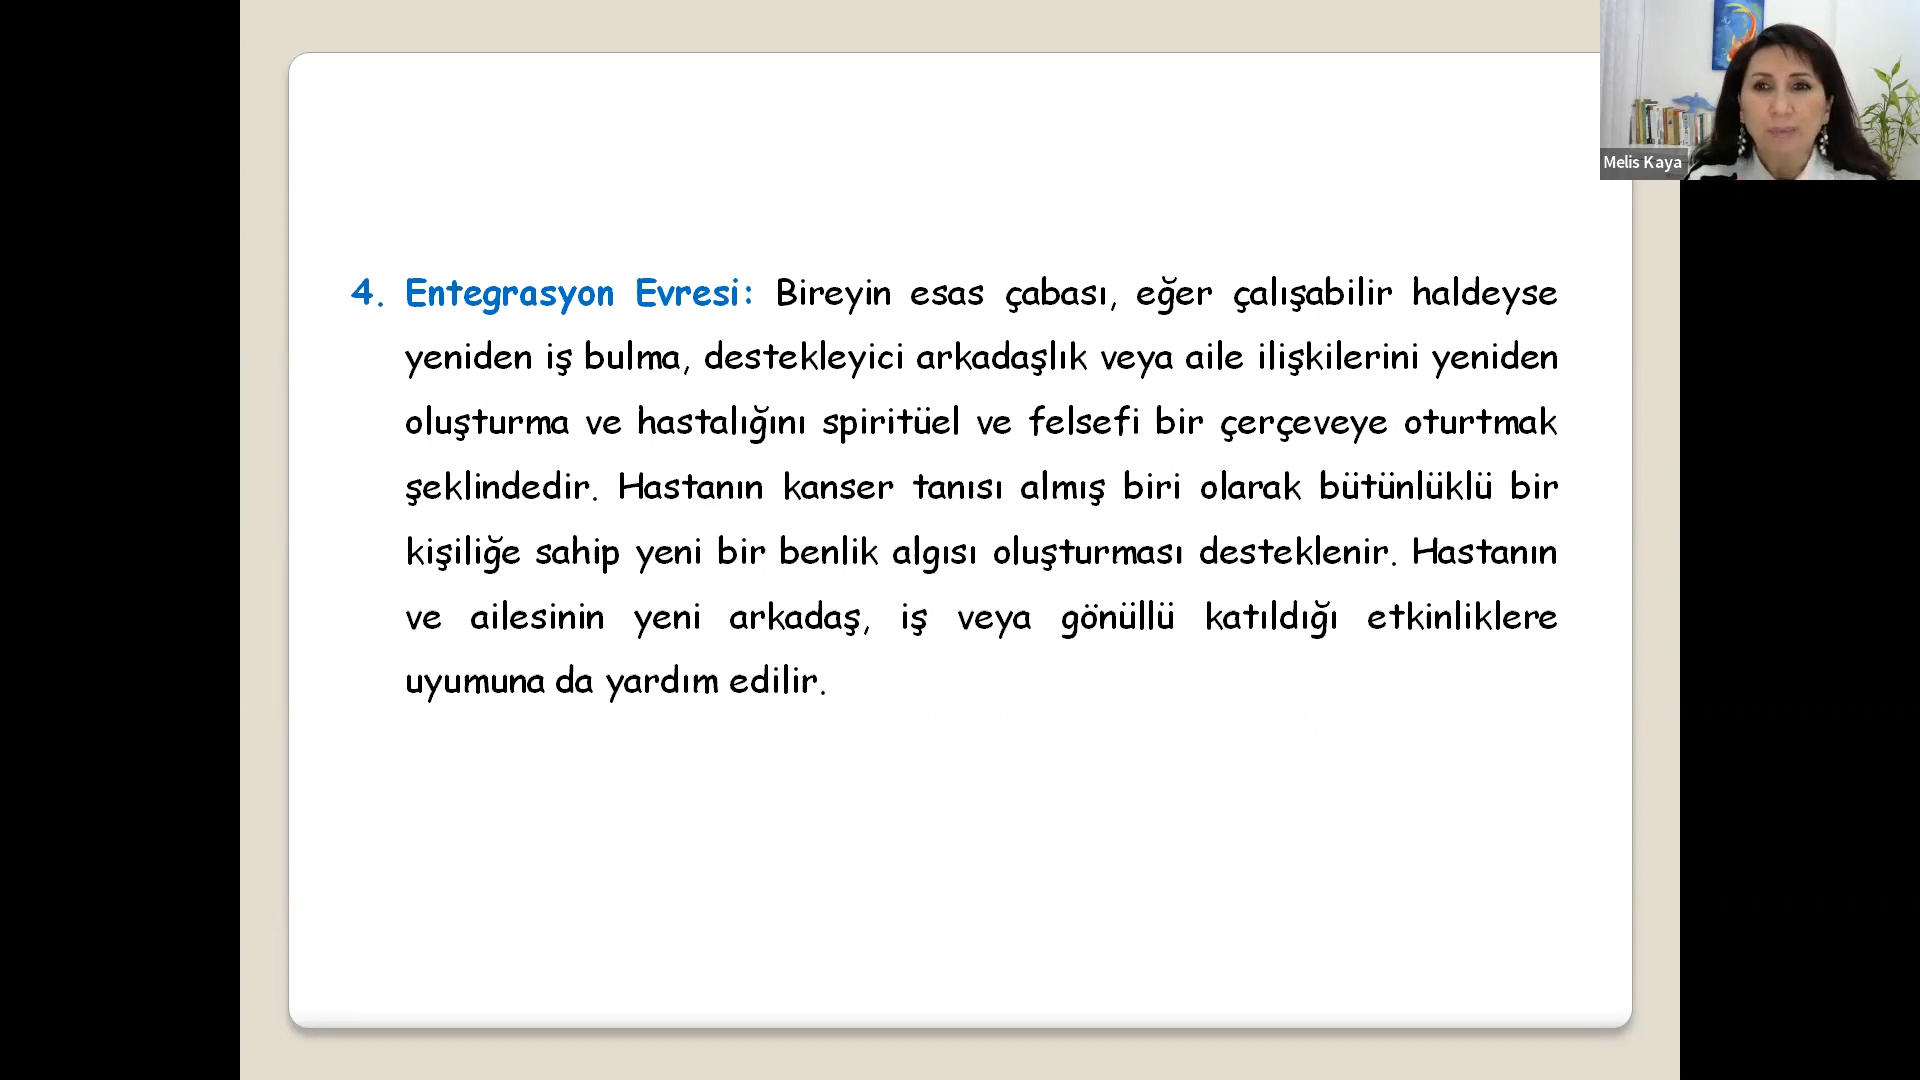 Melis Kaya
4. Entegrasyon Evresi: Bireyin esas çabası, eğer çalışabilir haldeyse
yeniden iş bulma, destekleyici arkadaşlık veya aile ilişkilerini yeniden
oluşturma ve hastalığını spiritüel ve felsefi bir çerçeveye oturtmak
şeklindedir. Hastanın kanser tanısı almış biri olarak bütünlüklü bir
kişiliğe sahip yeni bir benlik algısı oluşturması desteklenir. Hastanın
ve ailesinin yeni arkadaş, iş veya gönüllü katıldığı etkinliklere
uyumuna da yardım edilir.